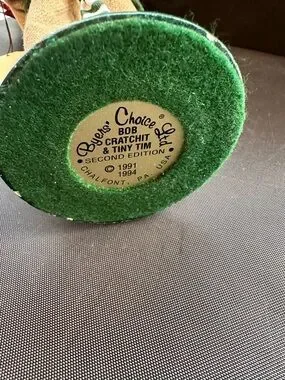 Byers' Choice Ltd ®
BOB
CRATCHIT
& TINY TIM
• SECOND EDITION •
© 1991
1994
CHALFONT, PA. USA